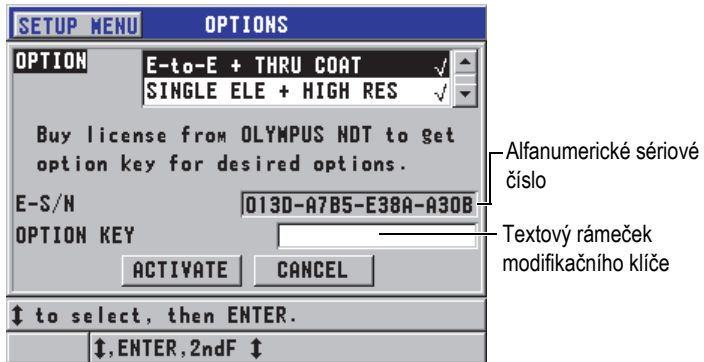 SETUP MENU OPTIONS
OPTION
E-to-E + THRU COAT √
SINGLE ELE + HIGH RES √
Buy license from OLYMPUS NDT to get
option key for desired options.
E-S/N 013D-A7B5-E38A-A30B
Alfanumerické sériové
číslo
OPTION KEY
Textový rámeček
modifikačního klíče
ACTIVATE CANCEL
↕ to select, then ENTER.
↕,ENTER,2ndF ↕